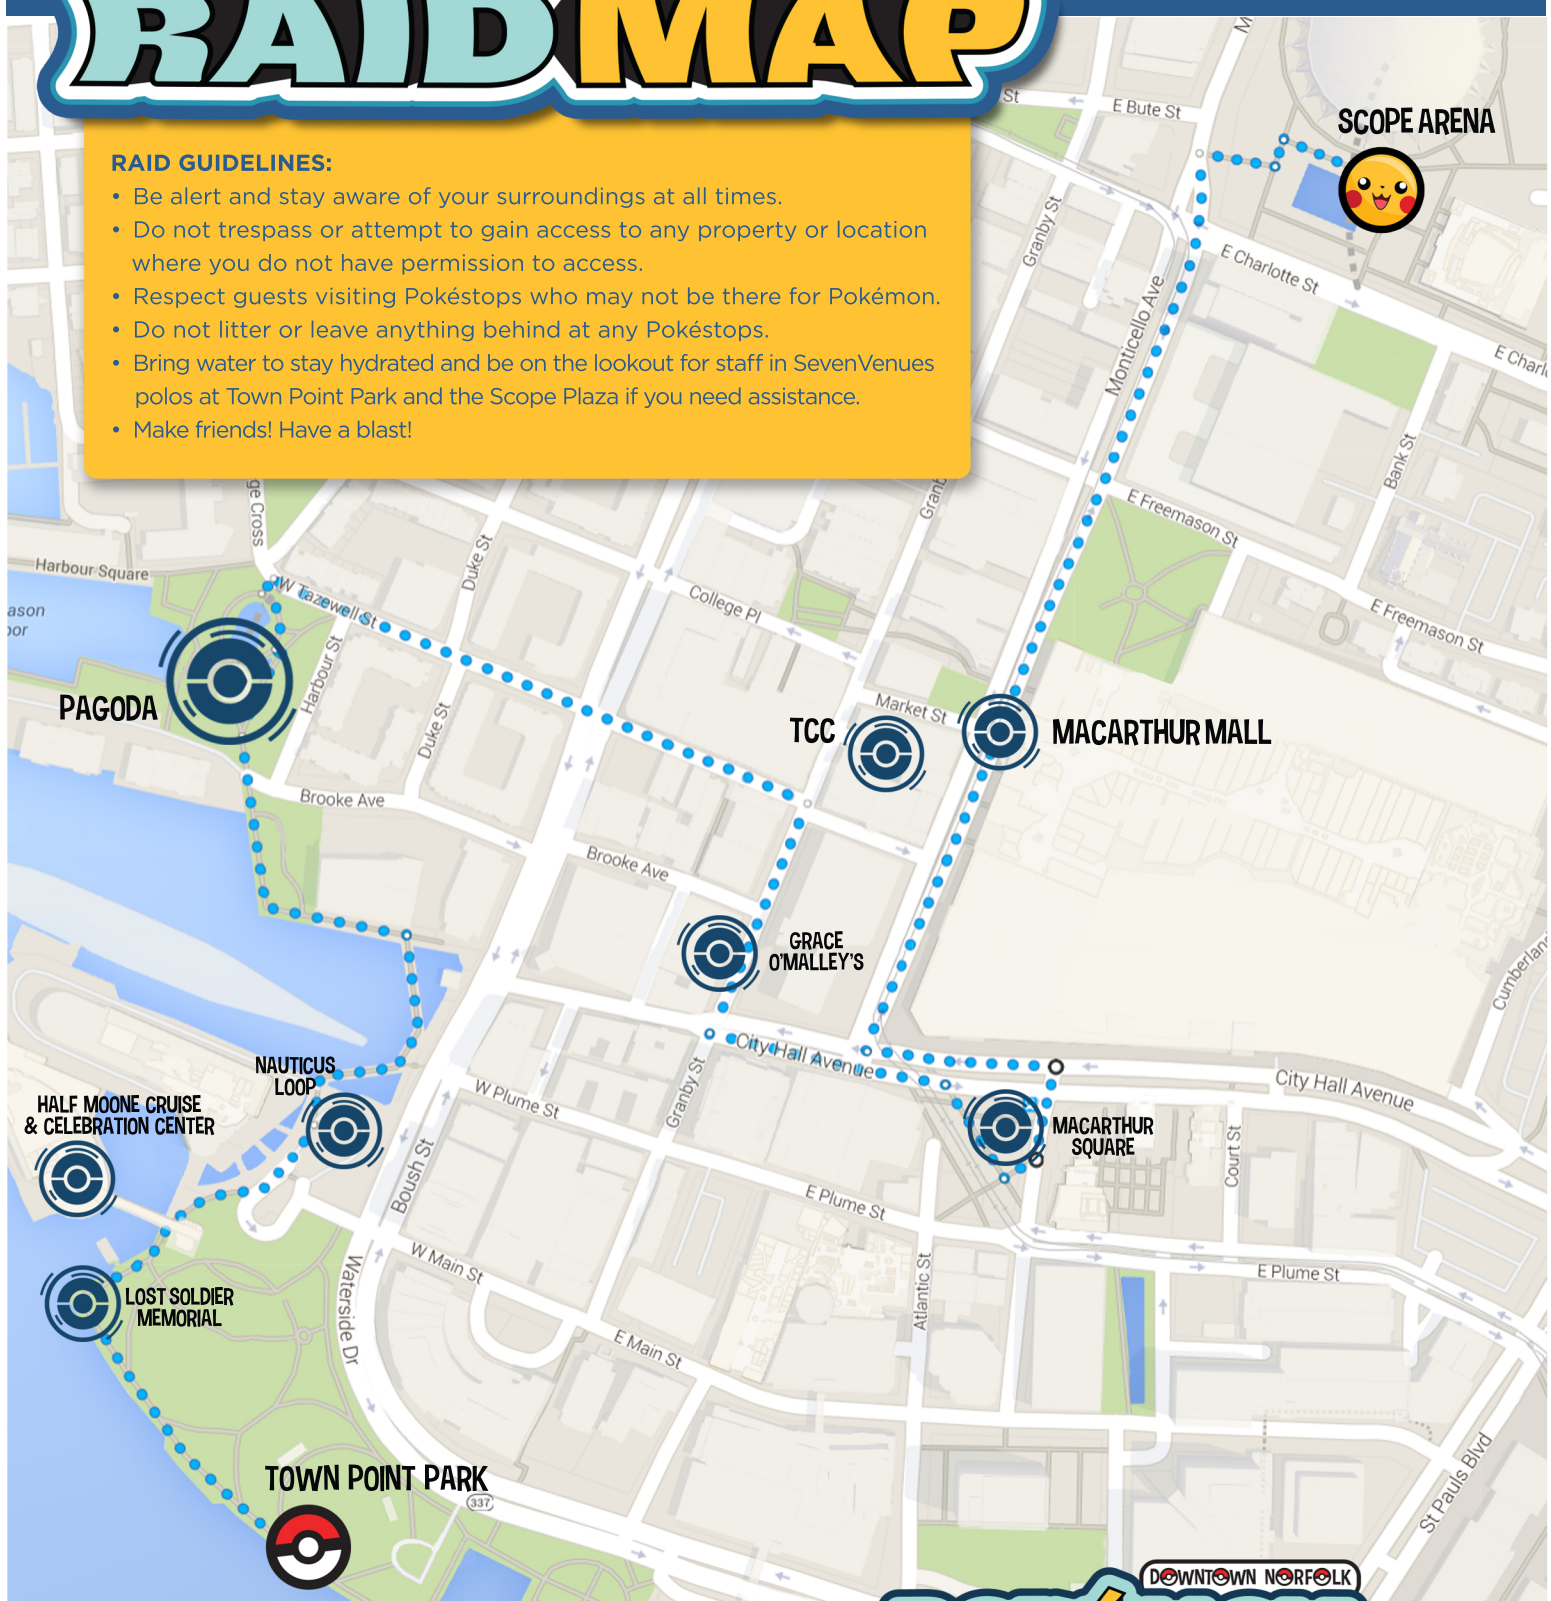 RAID MAP
RAID GUIDELINES:
• Be alert and stay aware of your surroundings at all times.
• Do not trespass or attempt to gain access to any property or location
where you do not have permission to access.
• Respect guests visiting Pokéstops who may not be there for Pokémon.
• Do not litter or leave anything behind at any Pokéstops.
• Bring water to stay hydrated and be on the lookout for staff in SevenVenues
polos at Town Point Park and the Scope Plaza if you need assistance.
• Make friends! Have a blast!
St
E Bute St
SCOPE ARENA
Granby St
E Charlotte St
Monticello Ave
E Charl
Bank St
Granb
E Freemason St
ge Cross
Harbour Square
Duke St
W Tazewell St
College Pl
E Freemason St
ason
oor
Harbour St
PAGODA
Duke St
Market St
TCC
MACARTHUR MALL
Brooke Ave
Brooke Ave
GRACE
O'MALLEY'S
Cumberlan
City Hall Avenue
NAUTICUS
LOOP
W Plume St
Granby St
City Hall Avenue
HALF MOONE CRUISE
& CELEBRATION CENTER
MACARTHUR
SQUARE
Court St
Boush St
E Plume St
W Main St
Waterside Dr
Atlantic St
E Plume St
LOST SOLDIER
MEMORIAL
E Main St
TOWN POINT PARK
337
St Pauls Blvd
DOWNTOWN NORFOLK